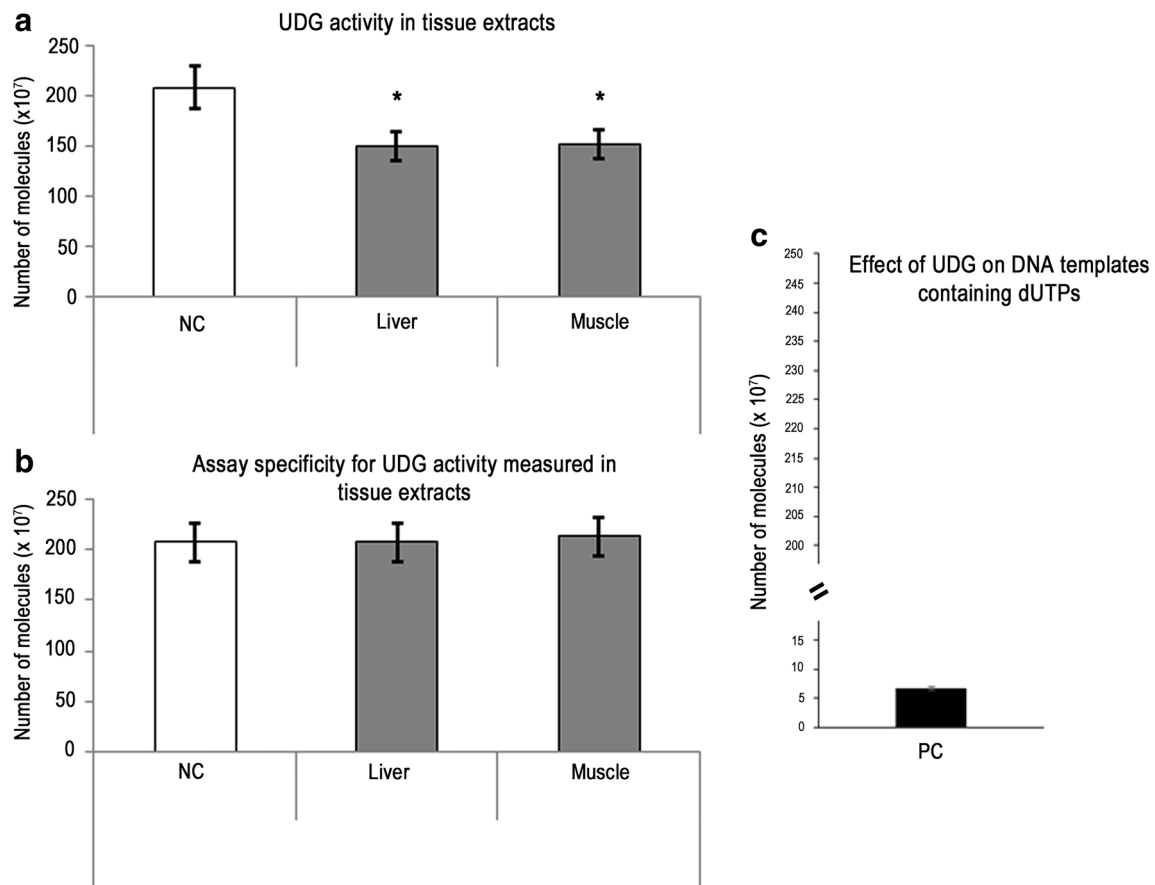 a
UDG activity in tissue extracts
Number of molecules (x10⁷)
250
200
150
100
50
0
*
*
NC
Liver
Muscle
b
Assay specificity for UDG activity measured in
tissue extracts
Number of molecules (x 10⁷)
250
200
150
100
50
0
NC
Liver
Muscle
c
Effect of UDG on DNA templates
containing dUTPs
Number of molecules (x 10⁷)
250
245
240
235
230
225
220
215
210
205
200
15
10
5
0
PC